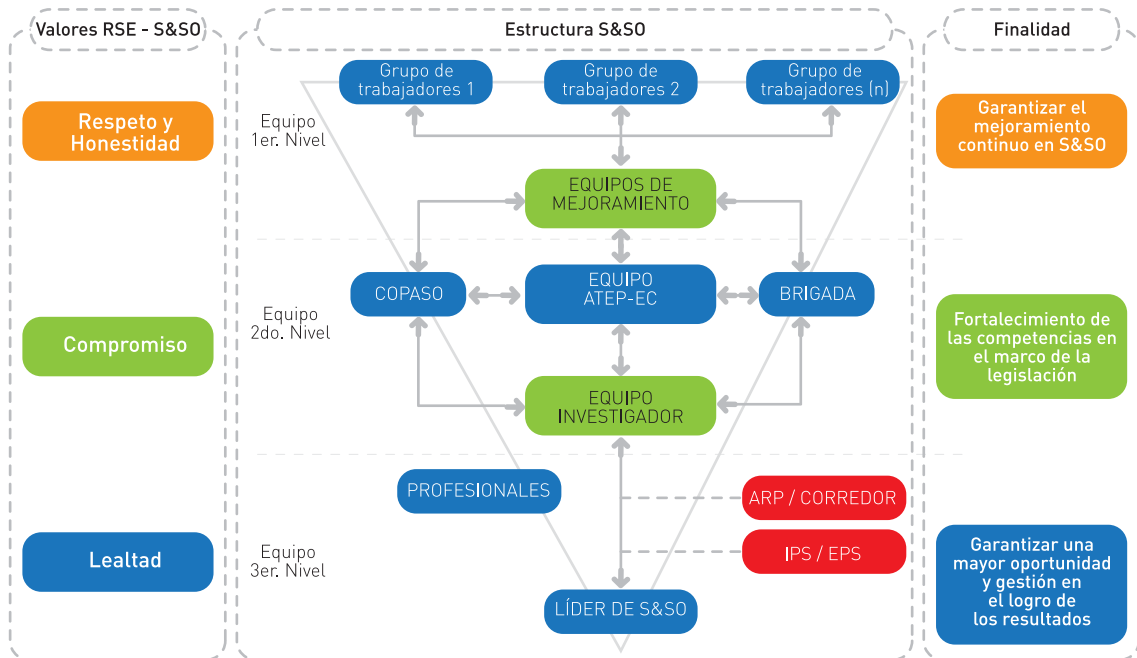 Valores RSE - S&SO
Estructura S&SO
Finalidad
Respeto y
Honestidad
Compromiso
Lealtad
Grupo de
trabajadores 1
Grupo de
trabajadores 2
Grupo de
trabajadores (n)
Equipo
1er. Nivel
EQUIPOS DE
MEJORAMIENTO
COPASO
EQUIPO
ATEP-EC
BRIGADA
Equipo
2do. Nivel
EQUIPO
INVESTIGADOR
PROFESIONALES
ARP / CORREDOR
IPS / EPS
Equipo
3er. Nivel
LÍDER DE S&SO
Garantizar el
mejoramiento
continuo en S&SO
Fortalecimiento de
las competencias en
el marco de la
legislación
Garantizar una
mayor oportunidad
y gestión en
el logro de
los resultados